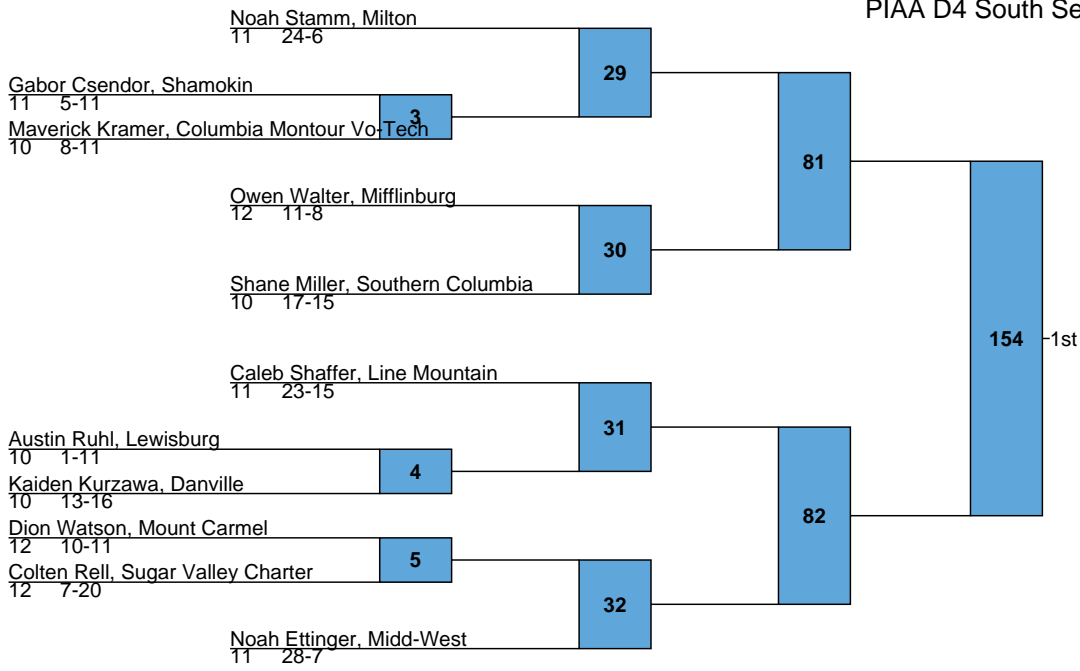 PIAA D4 South Se
Noah Stamm, Milton
11 24-6
29
Gabor Csendor, Shamokin
11 5-11
3
Maverick Kramer, Columbia Montour Vo-Tech
10 8-11
81
Owen Walter, Mifflinburg
12 11-8
30
Shane Miller, Southern Columbia
10 17-15
154
1st
Caleb Shaffer, Line Mountain
11 23-15
31
Austin Ruhl, Lewisburg
10 1-11
4
Kaiden Kurzawa, Danville
10 13-16
82
Dion Watson, Mount Carmel
12 10-11
5
Colten Rell, Sugar Valley Charter
12 7-20
32
Noah Ettinger, Midd-West
11 28-7